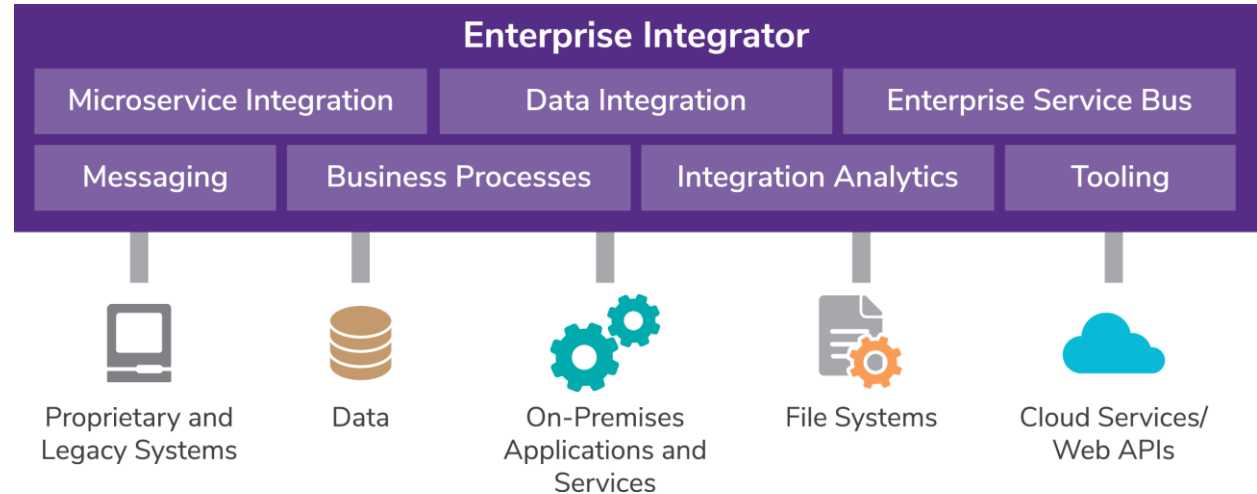 Enterprise Integrator
Microservice Integration
Data Integration
Enterprise Service Bus
Messaging
Business Processes
Integration Analytics
Tooling
Proprietary and
Legacy Systems
Data
On-Premises
Applications and
Services
File Systems
Cloud Services/
Web APIs